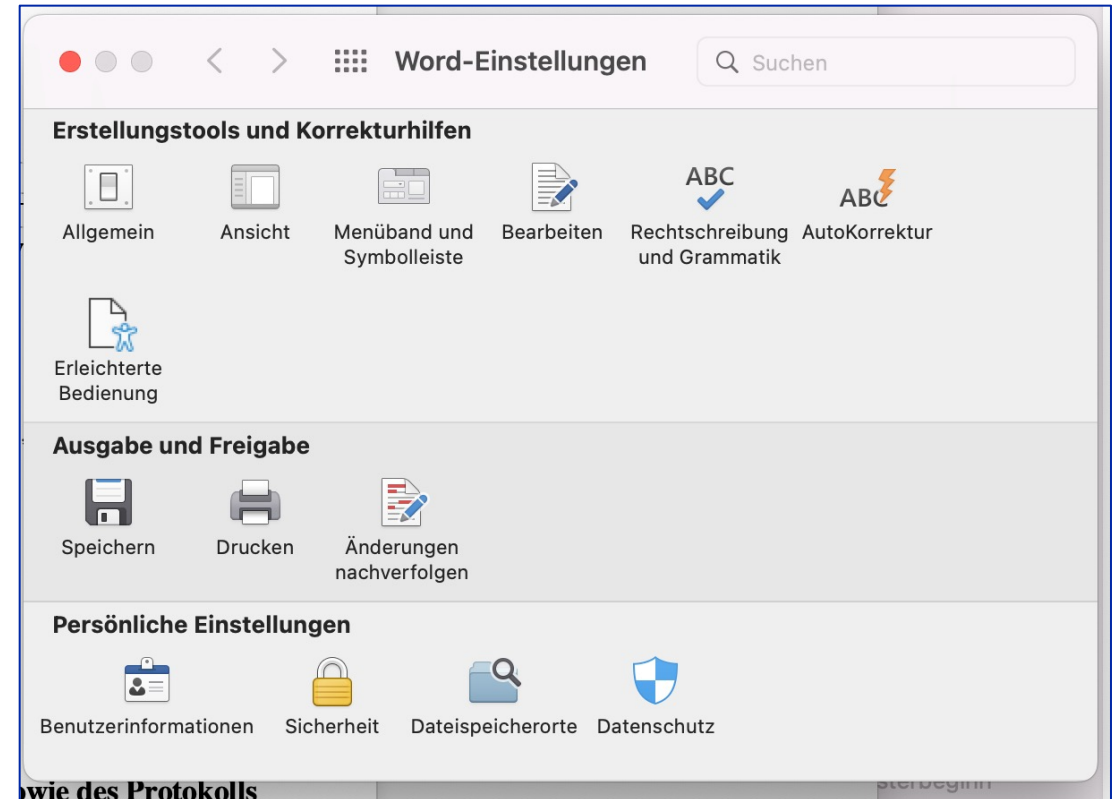 Word-Einstellungen
Suchen
Erstellungstools und Korrekturhilfen
ABC
ABC
Allgemein
Ansicht
Menüband und
Symbolleiste
Bearbeiten
Rechtschreibung
und Grammatik
AutoKorrektur
Erleichterte
Bedienung
Ausgabe und Freigabe
Speichern
Drucken
Änderungen
nachverfolgen
Persönliche Einstellungen
Benutzerinformationen
Sicherheit
Dateispeicherorte
Datenschutz
owie des Protokolls
sterbeginn